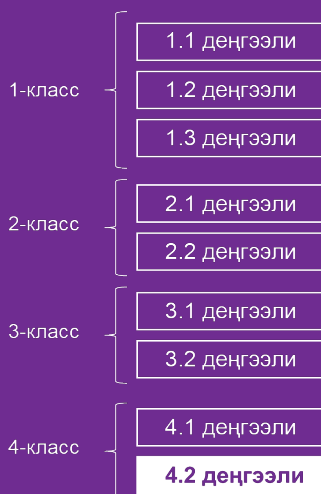 1-класс
1.1 деңгээли
1.2 деңгээли
1.3 деңгээли
2-класс
2.1 деңгээли
2.2 деңгээли
3-класс
3.1 деңгээли
3.2 деңгээли
4-класс
4.1 деңгээли
4.2 деңгээли